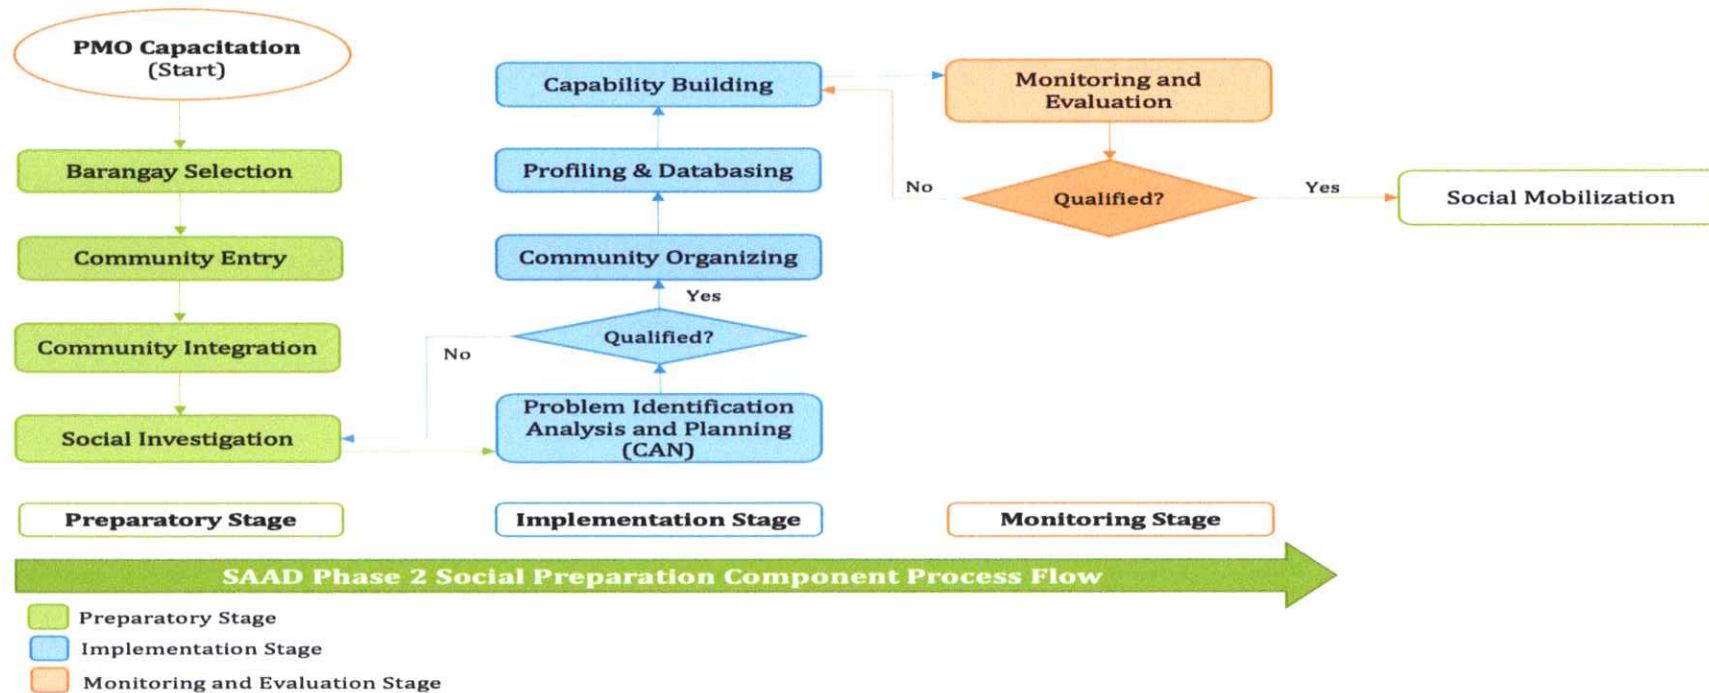 PMO Capacitation
(Start)
Barangay Selection
Community Entry
Community Integration
Social Investigation
Capability Building
Profiling & Databasing
Community Organizing
Yes
Qualified?
No
Problem Identification
Analysis and Planning
(CAN)
Monitoring and
Evaluation
No
Qualified?
Yes
Social Mobilization
Preparatory Stage
Implementation Stage
Monitoring Stage
SAAD Phase 2 Social Preparation Component Process Flow
Preparatory Stage
Implementation Stage
Monitoring and Evaluation Stage